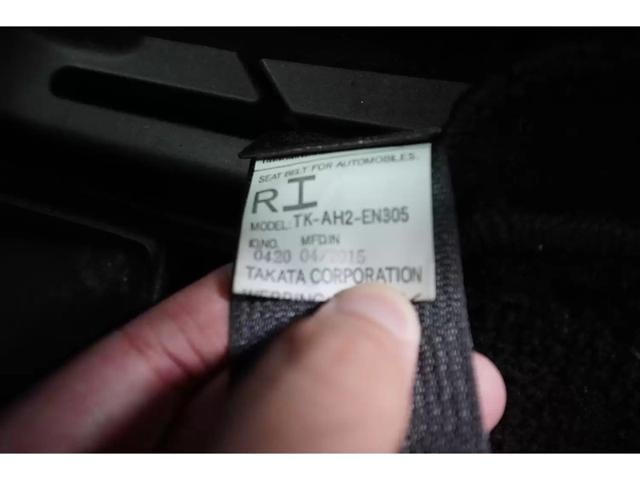 SEAT BELT FOR AUTOMOBILES.
RI
MODEL: TK-AH2-EN305
ID.NO. MFD.IN
0420 04/2015
TAKATA CORPORATION